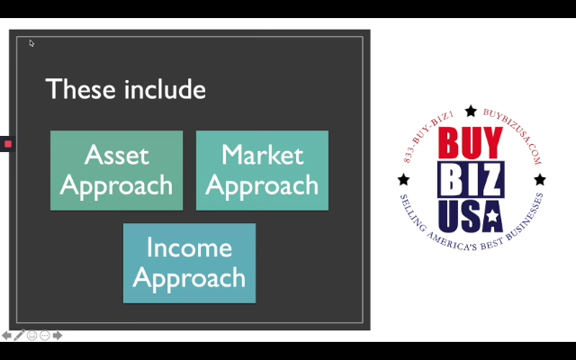 These include
Asset
Approach
Market
Approach
Income
Approach
833-BUY-BIZ1
BUYBIZUSA.COM
BUY
BIZ
USA
SELLING AMERICA'S BEST BUSINESSES